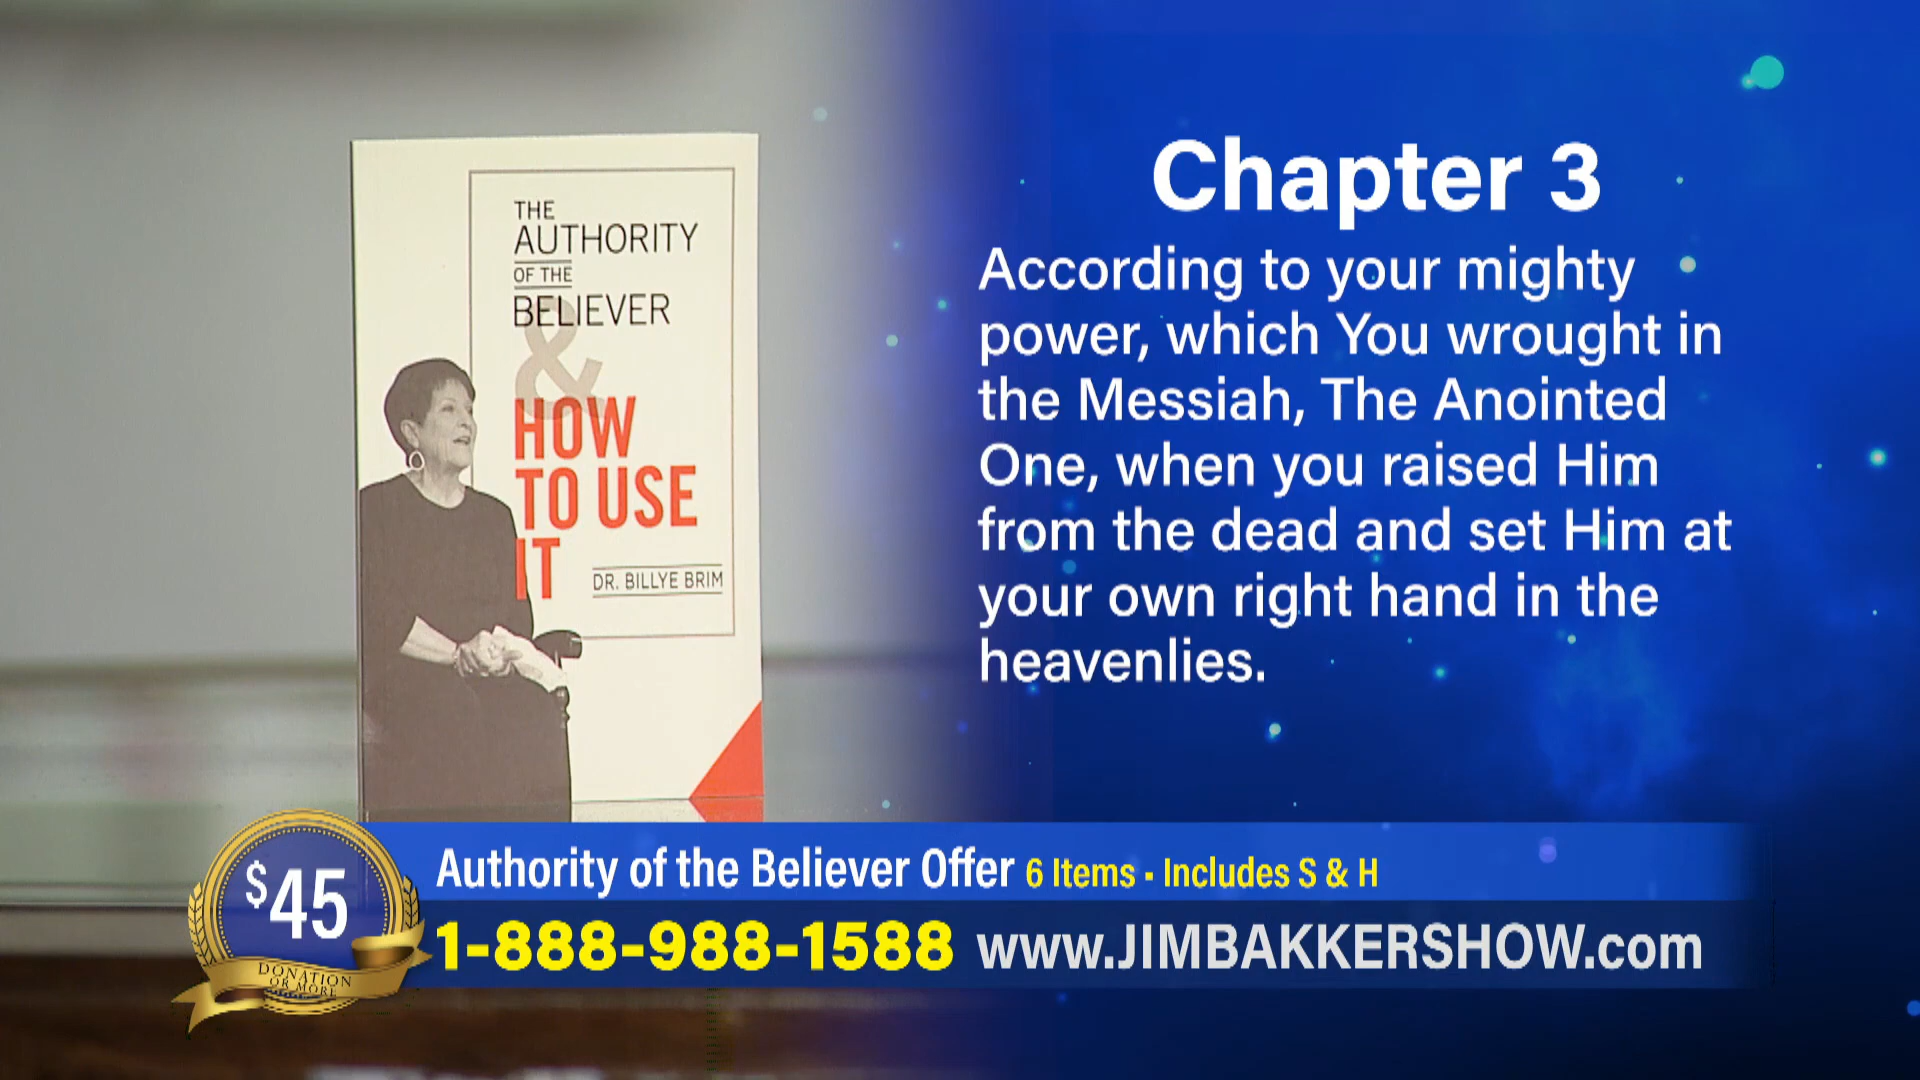 THE
AUTHORITY
OF THE
BELIEVER
&
HOW
TO USE
IT
DR. BILLYE BRIM
Chapter 3
According to your mighty
power, which You wrought in
the Messiah, The Anointed
One, when you raised Him
from the dead and set Him at
your own right hand in the
heavenlies.
$45
DONATION
OR MORE
Authority of the Believer Offer 6 Items - Includes S & H
1-888-988-1588 www.JIMBAKKERSHOW.com